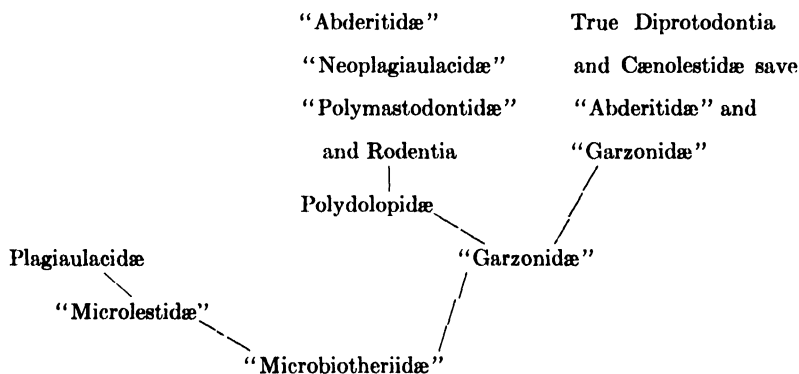 “Abderitidæ” True Diprotodontia
“Neoplagiaulacidæ” and Cænolestidæ save
“Polymastodontidæ” “Abderitidæ” and
and Rodentia “Garzonidæ”
Polydolopidæ
Plagiaulacidæ “Garzonidæ”
“Microlestidæ”
“Microbiotheriidæ”